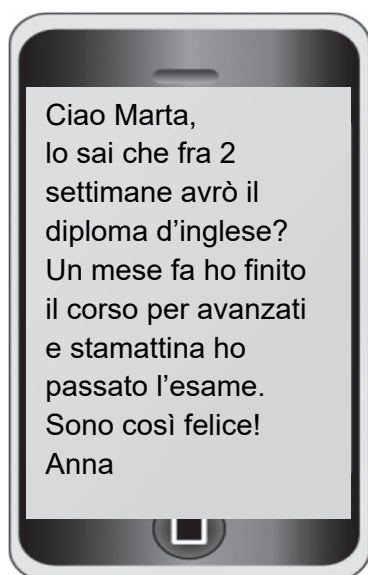 Ciao Marta,
lo sai che fra 2
settimane avrò il
diploma d’inglese?
Un mese fa ho finito
il corso per avanzati
e stamattina ho
passato l’esame.
Sono così felice!
Anna